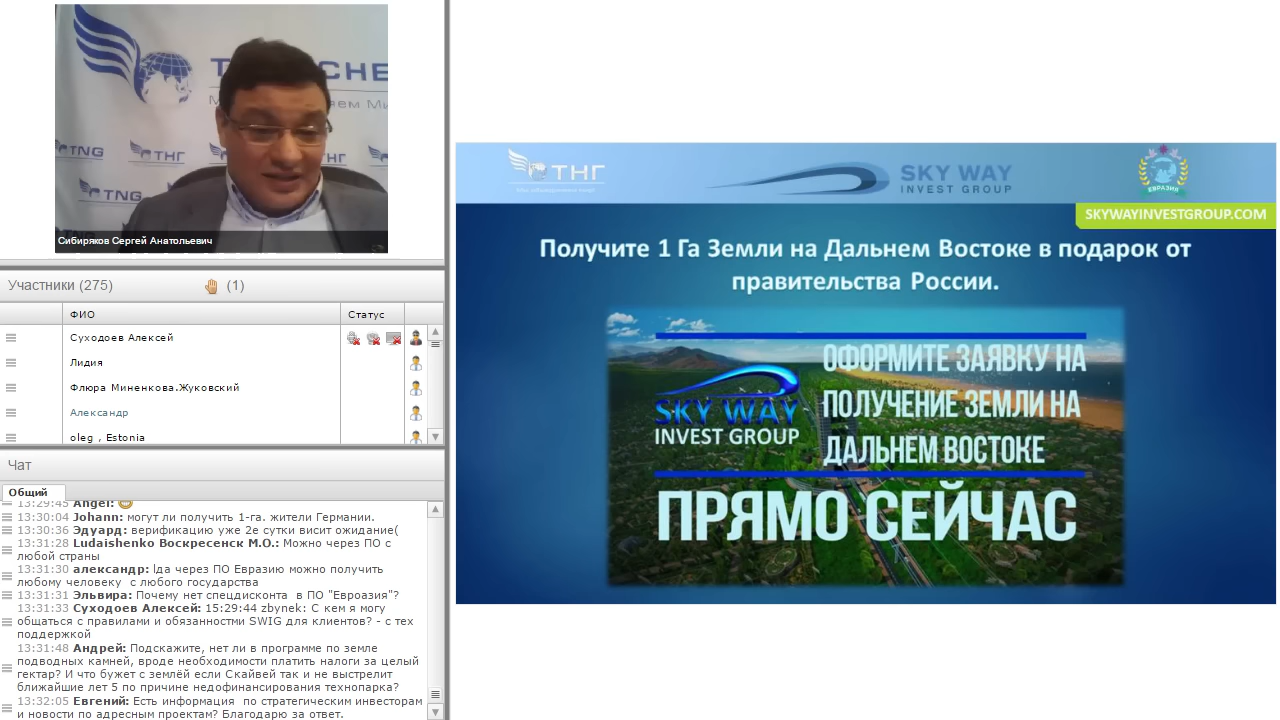 CHE
TNG
ТНГ
TNG
TNG
Сибиряков Сергей Анатольевич
Участники (275)
(1)
ФИО
Статус
Суходоев Алексей
Лидия
Флюра Миненкова.Жуковский
Александр
oleg , Estonia
Чат
Общий
13:29:45 Angel:
13:30:04 Johann: могут ли получить 1-га. жители Германии.
13:30:36 Эдуард: верификацию уже 2е сутки висит ожидание(
13:31:28 Ludaishenko Воскресенск М.О.: Можно через ПО с
любой страны
13:31:30 александр: !да через ПО Евразию можно получить
любому человеку с любого государства
13:31:31 Эльвира: Почему нет спецдисконта в ПО "Евроазия"?
13:31:33 Суходоев Алексей: 15:29:44 zbynek: С кем я могу
общаться с правилами и обязанностми SWIG для клиентов? - с тех
поддержкой
13:31:48 Андрей: Подскажите, нет ли в программе по земле
подводных камней, вроде необходимости платить налоги за целый
гектар? И что бужет с землёй если Скайвей так и не выстрелит
ближайшие лет 5 по причине недофинансирования технопарка?
13:32:05 Евгений: Есть информация по стратегическим инвесторам
и новости по адресным проектам? Благодарю за ответ.
ТНГ
SKY WAY
INVEST GROUP
ЕВРАЗИЯ
SKYWAYINVESTGROUP.COM
Получите 1 Га Земли на Дальнем Востоке в подарок от
правительства России.
SKY WAY
INVEST GROUP
ОФОРМИТЕ ЗАЯВКУ НА
ПОЛУЧЕНИЕ ЗЕМЛИ НА
ДАЛЬНЕМ ВОСТОКЕ
ПРЯМО СЕЙЧАС